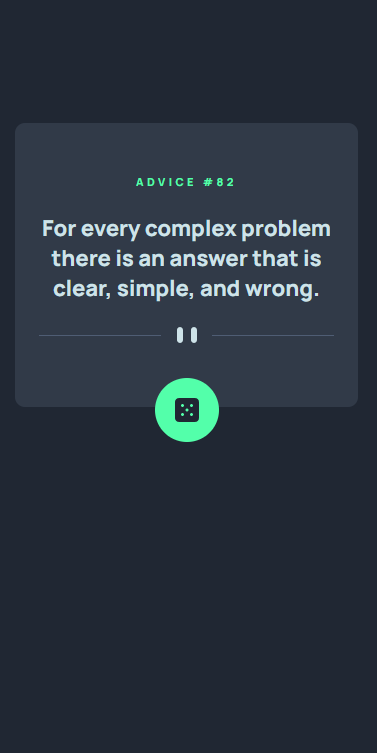 ADVICE #82
For every complex problem
there is an answer that is
clear, simple, and wrong.